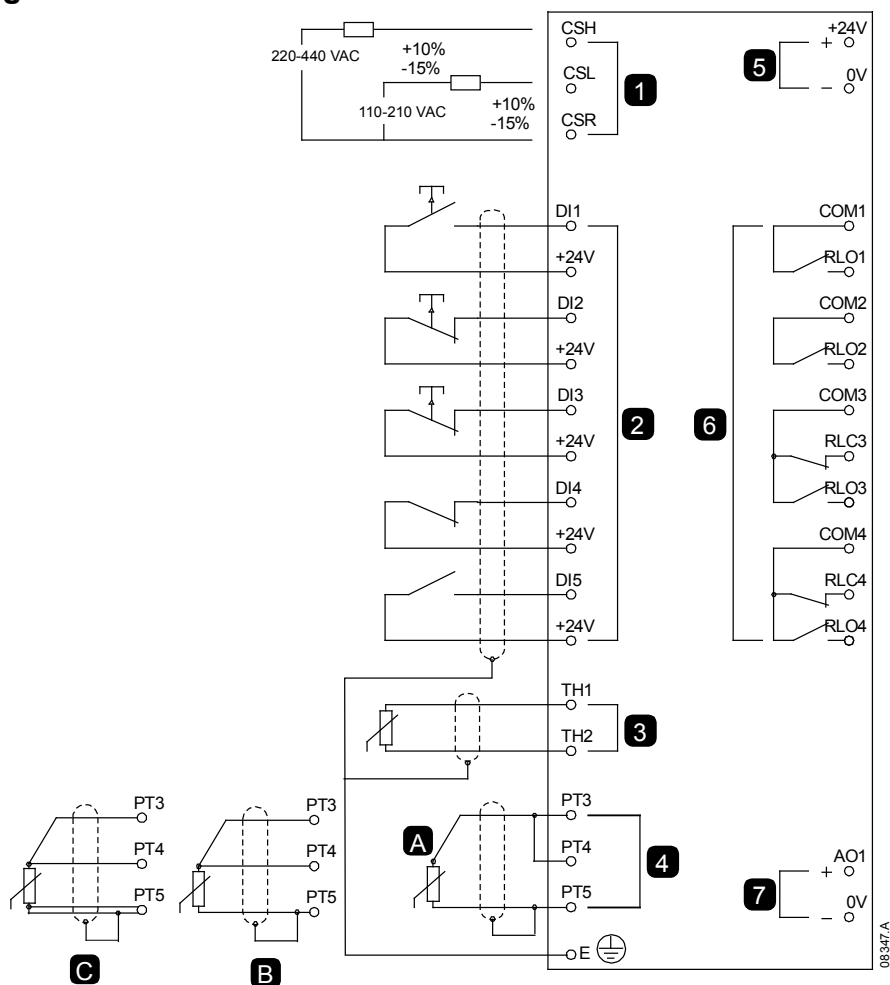 g
CSH
220-440 VAC
+10%
-15%
CSL
110-210 VAC
+10%
-15%
CSR
1
+24V
+
5
0V
–
DI1
+24V
DI2
+24V
DI3
+24V
DI4
+24V
DI5
+24V
2
COM1
RLO1
COM2
RLO2
COM3
RLC3
RLO3
COM4
RLC4
RLO4
6
TH1
TH2
3
PT3
PT4
PT5
C
PT3
PT4
PT5
B
A
PT3
PT4
PT5
4
E
AO1
+
7
0V
–
08347.A